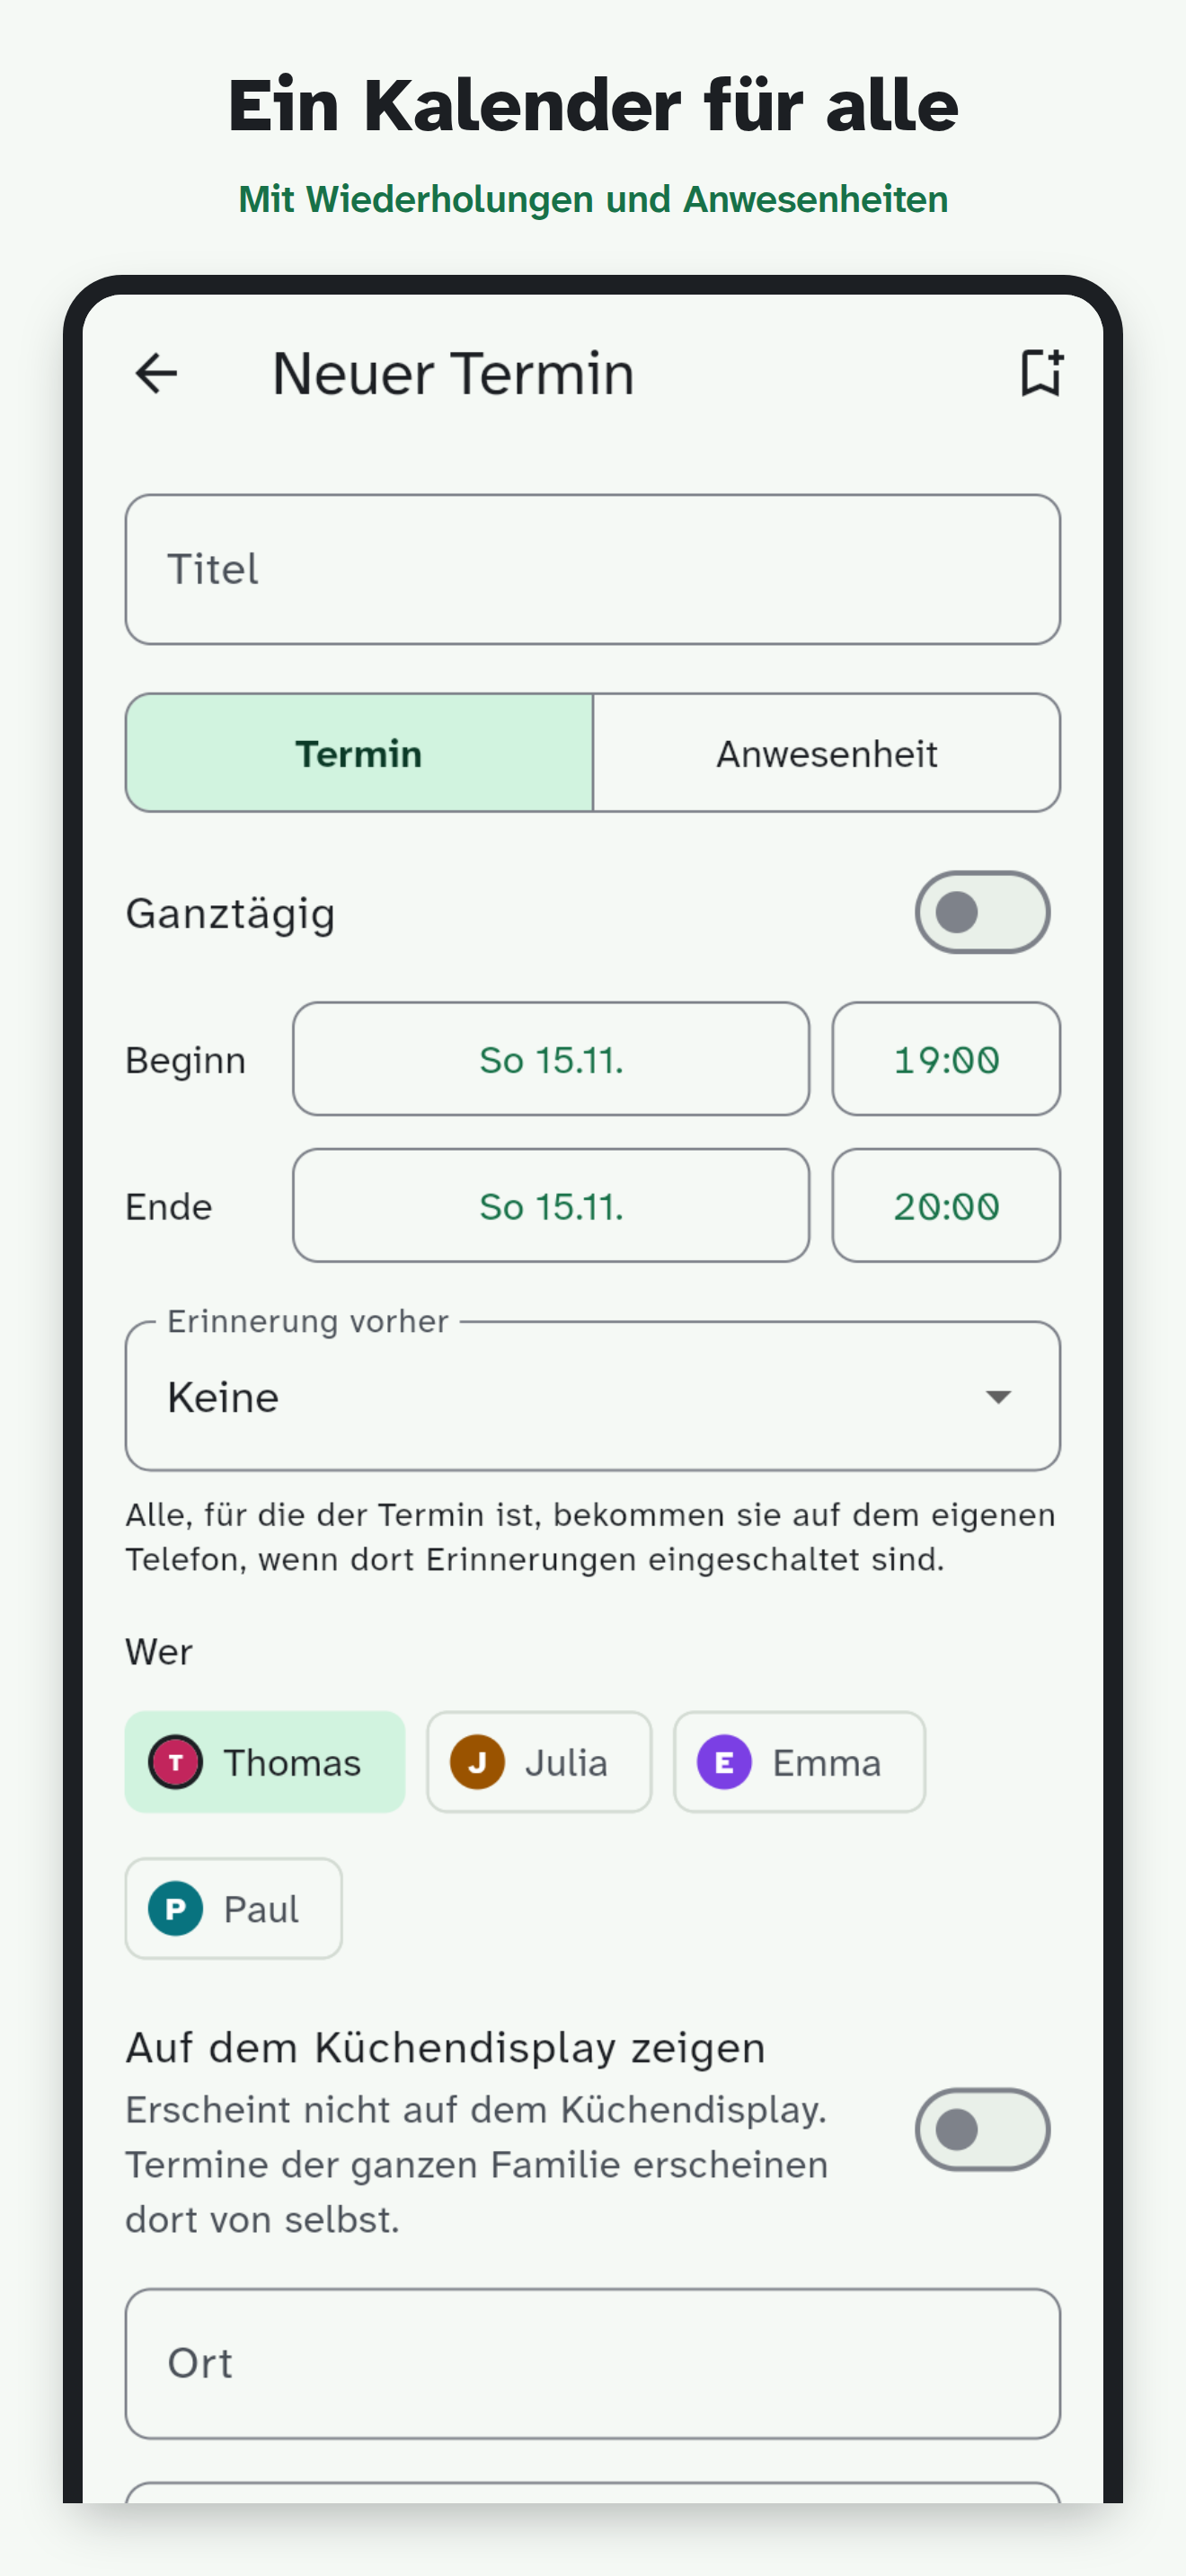 Ein Kalender für alle
Mit Wiederholungen und Anwesenheiten
Neuer Termin
Titel
Termin
Anwesenheit
Ganztägig
Beginn
So 15.11.
19:00
Ende
So 15.11.
20:00
Erinnerung vorher
Keine
Alle, für die der Termin ist, bekommen sie auf dem eigenen
Telefon, wenn dort Erinnerungen eingeschaltet sind.
Wer
T Thomas
J Julia
E Emma
P Paul
Auf dem Küchendisplay zeigen
Erscheint nicht auf dem Küchendisplay.
Termine der ganzen Familie erscheinen
dort von selbst.
Ort